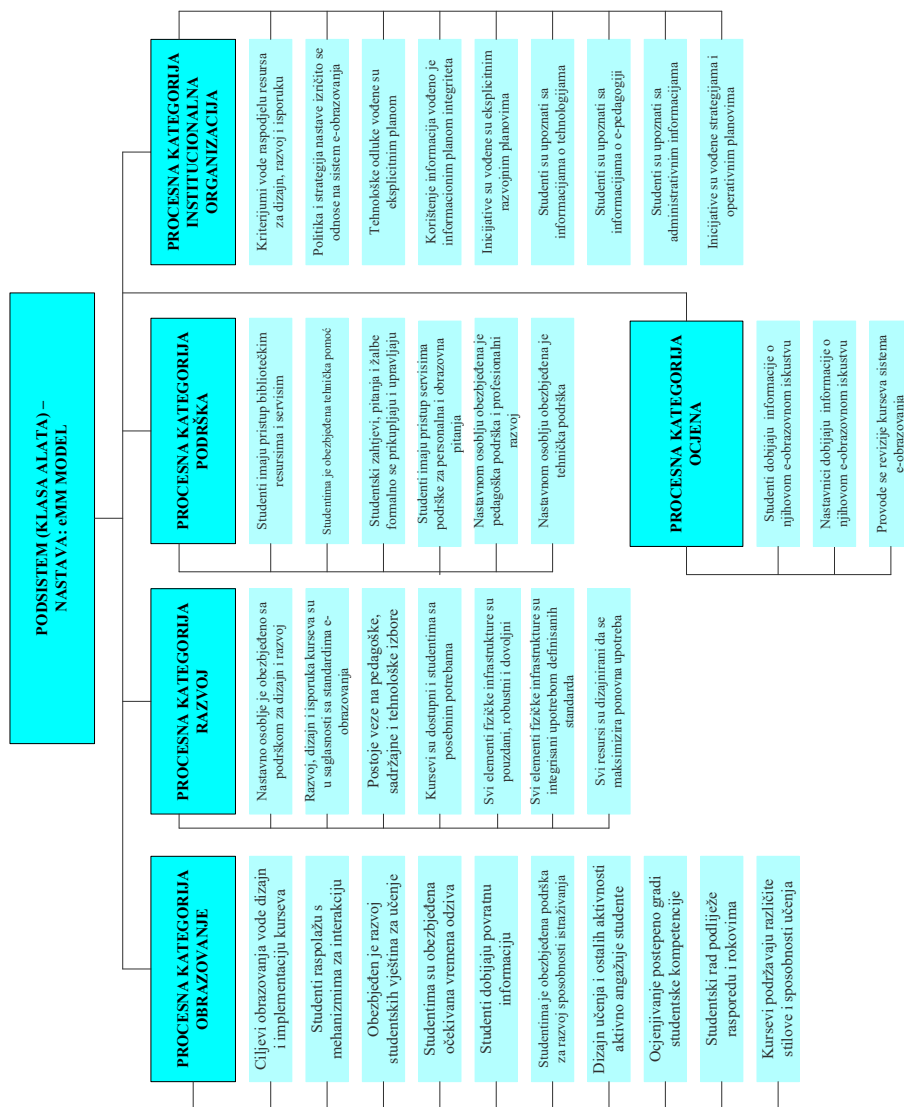 PODSISTEM (KLASA ALATA) –
NASTAVA: eMM MODEL
PROCESNA KATEGORIJA
OBRAZOVANJE
Ciljevi obrazovanja vode dizajn
i implementaciju kurseva
Studenti raspolažu s
mehanizmima za interakciju
Obezbjeđen je razvoj
studentskih vještina za učenje
Studentima su obezbjeđena
očekivana vremena odziva
Studenti dobijaju povratnu
informaciju
Studentima je obezbjeđena podrška
za razvoj sposobnosti istraživanja
Dizajn učenja i ostalih aktivnosti
aktivno angažuje studente
Ocjenjivanje postepeno gradi
studentske kompetencije
Studentski rad podliježe
rasporedu i rokovima
Kursevi podržavaju različite
stilove i sposobnosti učenja
PROCESNA KATEGORIJA
RAZVOJ
Nastavno osoblje je obezbjeđeno sa
podrškom za dizajn i razvoj
Razvoj, dizajn i isporuka kurseva su
u saglasnosti sa standardima e-
obrazovanja
Postoje veze na pedagoške,
sadržajne i tehnološke izbore
Kursevi su dostupni i studentima sa
posebnim potrebama
Svi elementi fizičke infrastrukture su
pouzdani, robustni i dovoljni
Svi elementi fizičke infrastrukture su
integrisani upotrebom definisanih
standarda
Svi resursi su dizajnirani da se
maksimizira ponovna upotreba
PROCESNA KATEGORIJA
PODRŠKA
Studenti imaju pristup bibliotečkim
resursima i servisim
Studentima je obezbjeđena tehnička pomoć
Studentski zahtjevi, pitanja i žalbe
formalno se prikupljaju i upravljaju
Studenti imaju pristup servisima
podrške za personalna i obrazovna
pitanja
Nastavnom osoblju obezbjeđena je
pedagoška podrška i profesionalni
razvoj
Nastavnom osoblju obezbjeđena je
tehnička podrška
PROCESNA KATEGORIJA
OCJENA
Studenti dobijaju informacije o
njihovom e-obrazovnom iskustvu
Nastavnici dobijaju informacije o
njihovom e-obrazovnom iskustvu
Provode se revizije kurseva sistema
e-obrazovanja
PROCESNA KATEGORIJA
INSTITUCIONALNA
ORGANIZACIJA
Kriterijumi vode raspodjelu resursa
za dizajn, razvoj i isporuku
Politika i strategija nastave izričito se
odnose na sistem e-obrazovanja
Tehnološke odluke vođene su
eksplicitnim planom
Korištenje informacija vođeno je
informacionim planom integriteta
Inicijative su vođene su eksplicitnim
razvojnim planovima
Studenti su upoznati sa
informacijama o tehnologijama
Studenti su upoznati sa
informacijama o e-pedagogiji
Studenti su upoznati sa
administrativnim informacijama
Inicijative su vođene strategijama i
operativnim planovima